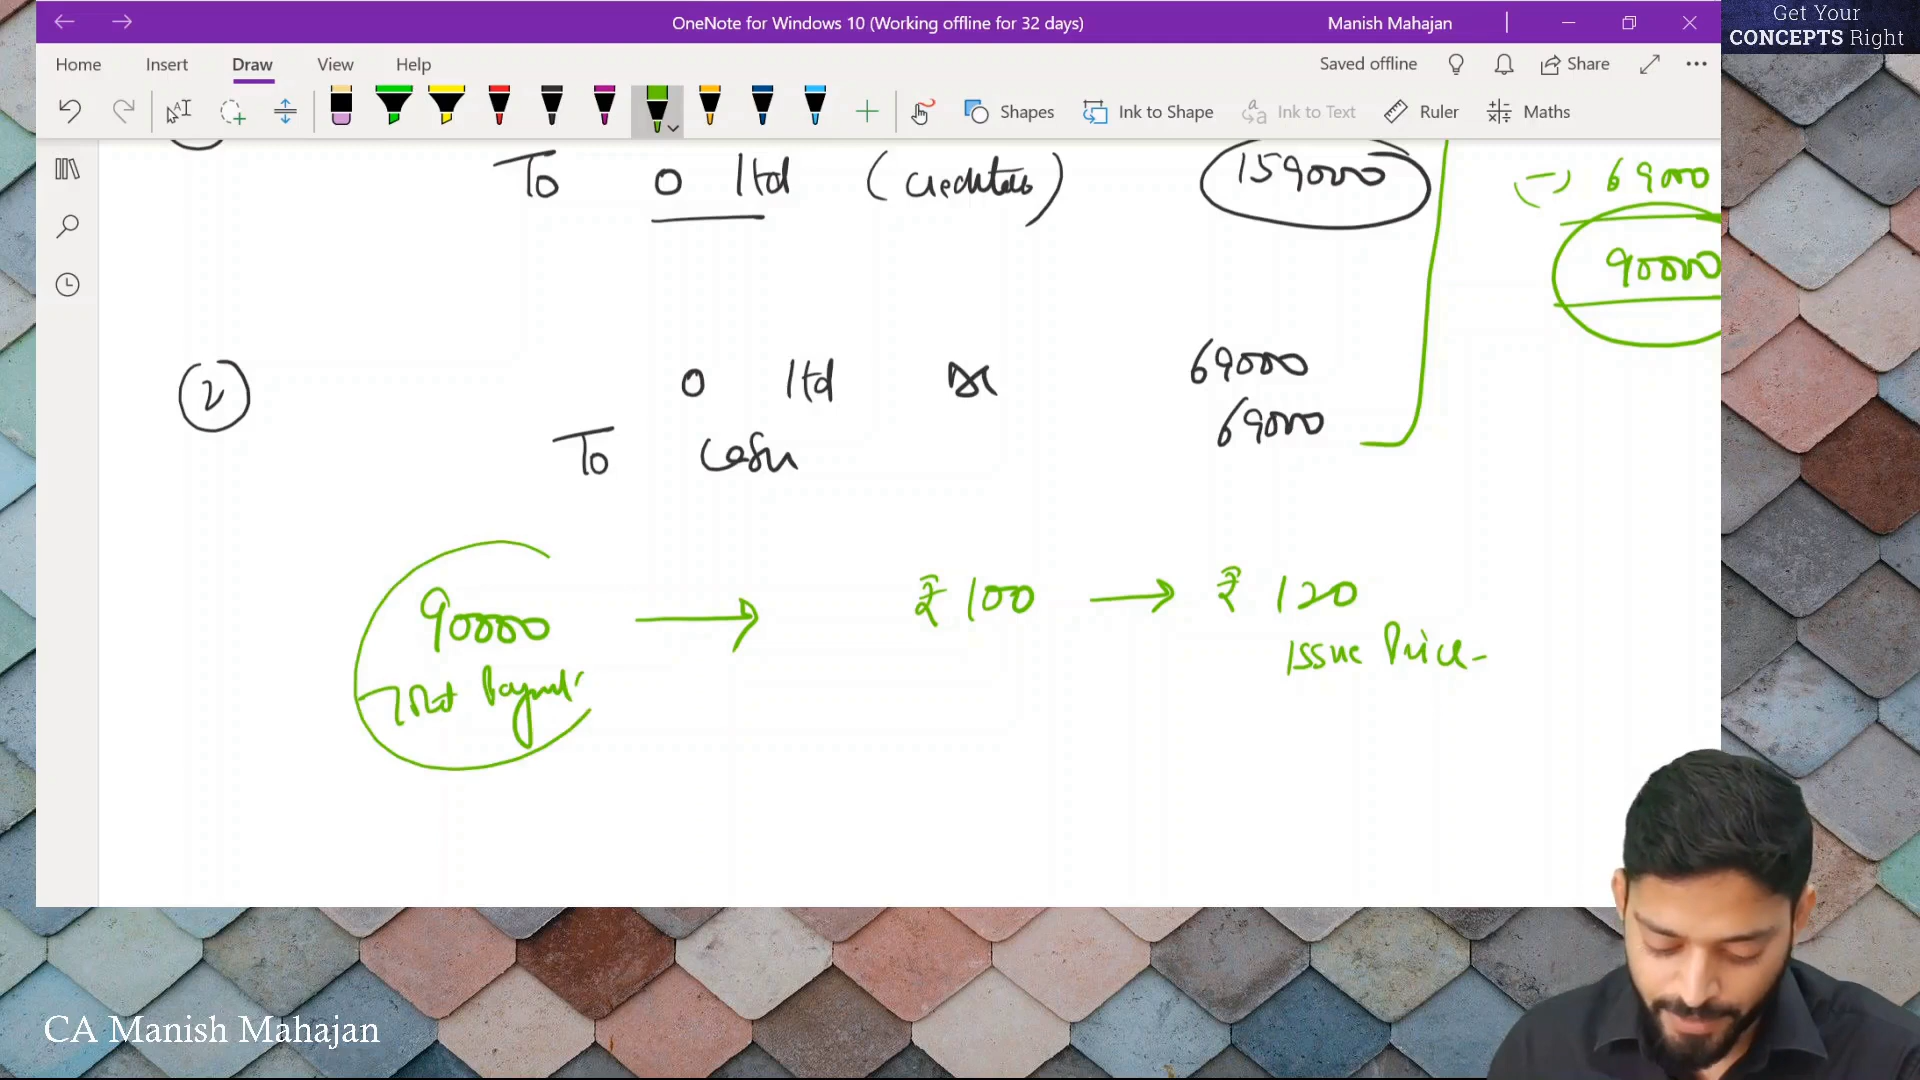 OneNote for Windows 10 (Working offline for 32 days)
Manish Mahajan
Get Your
CONCEPTS Right
Home Insert Draw View Help
Saved offline
Share
Shapes
Ink to Shape
Ink to Text
Ruler
Maths
To O ltd (Creditors) 159000
(-) 69000
90000
2 O ltd Dr 69000
To Cash 69000
90000 → ₹ 100 → ₹ 120
Issue Price
CA Manish Mahajan